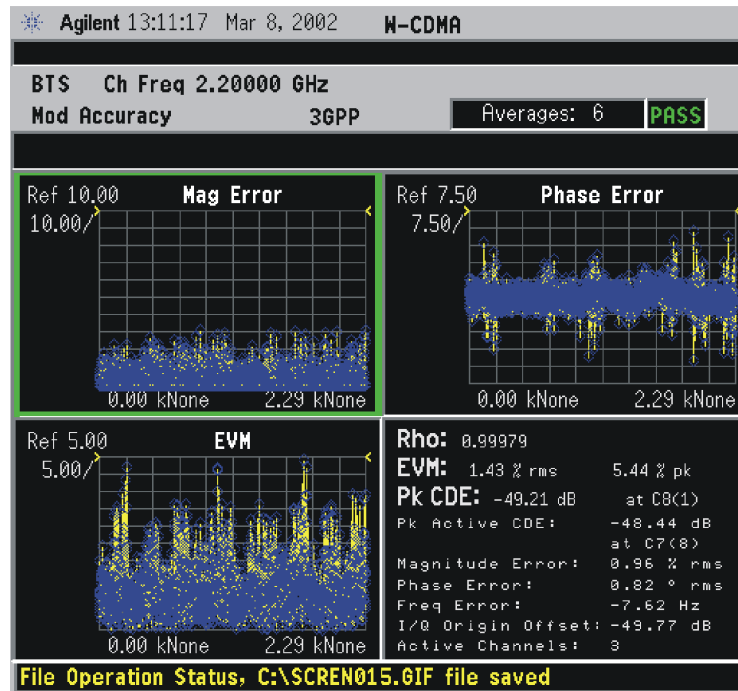 Agilent 13:11:17 Mar 8, 2002 W-CDMA
BTS Ch Freq 2.20000 GHz
Mod Accuracy 3GPP Averages: 6 PASS
Ref 10.00 Mag Error
10.00/
0.00 kNone 2.29 kNone
Ref 7.50 Phase Error
7.50/
0.00 kNone 2.29 kNone
Ref 5.00 EVM
5.00/
0.00 kNone 2.29 kNone
Rho: 0.99979
EVM: 1.43 % rms 5.44 % pk
Pk CDE: -49.21 dB at C8(1)
Pk Active CDE: -48.44 dB
at C7(8)
Magnitude Error: 0.96 % rms
Phase Error: 0.82 ° rms
Freq Error: -7.62 Hz
I/Q Origin Offset: -49.77 dB
Active Channels: 3
File Operation Status, C:\SCREN015.GIF file saved